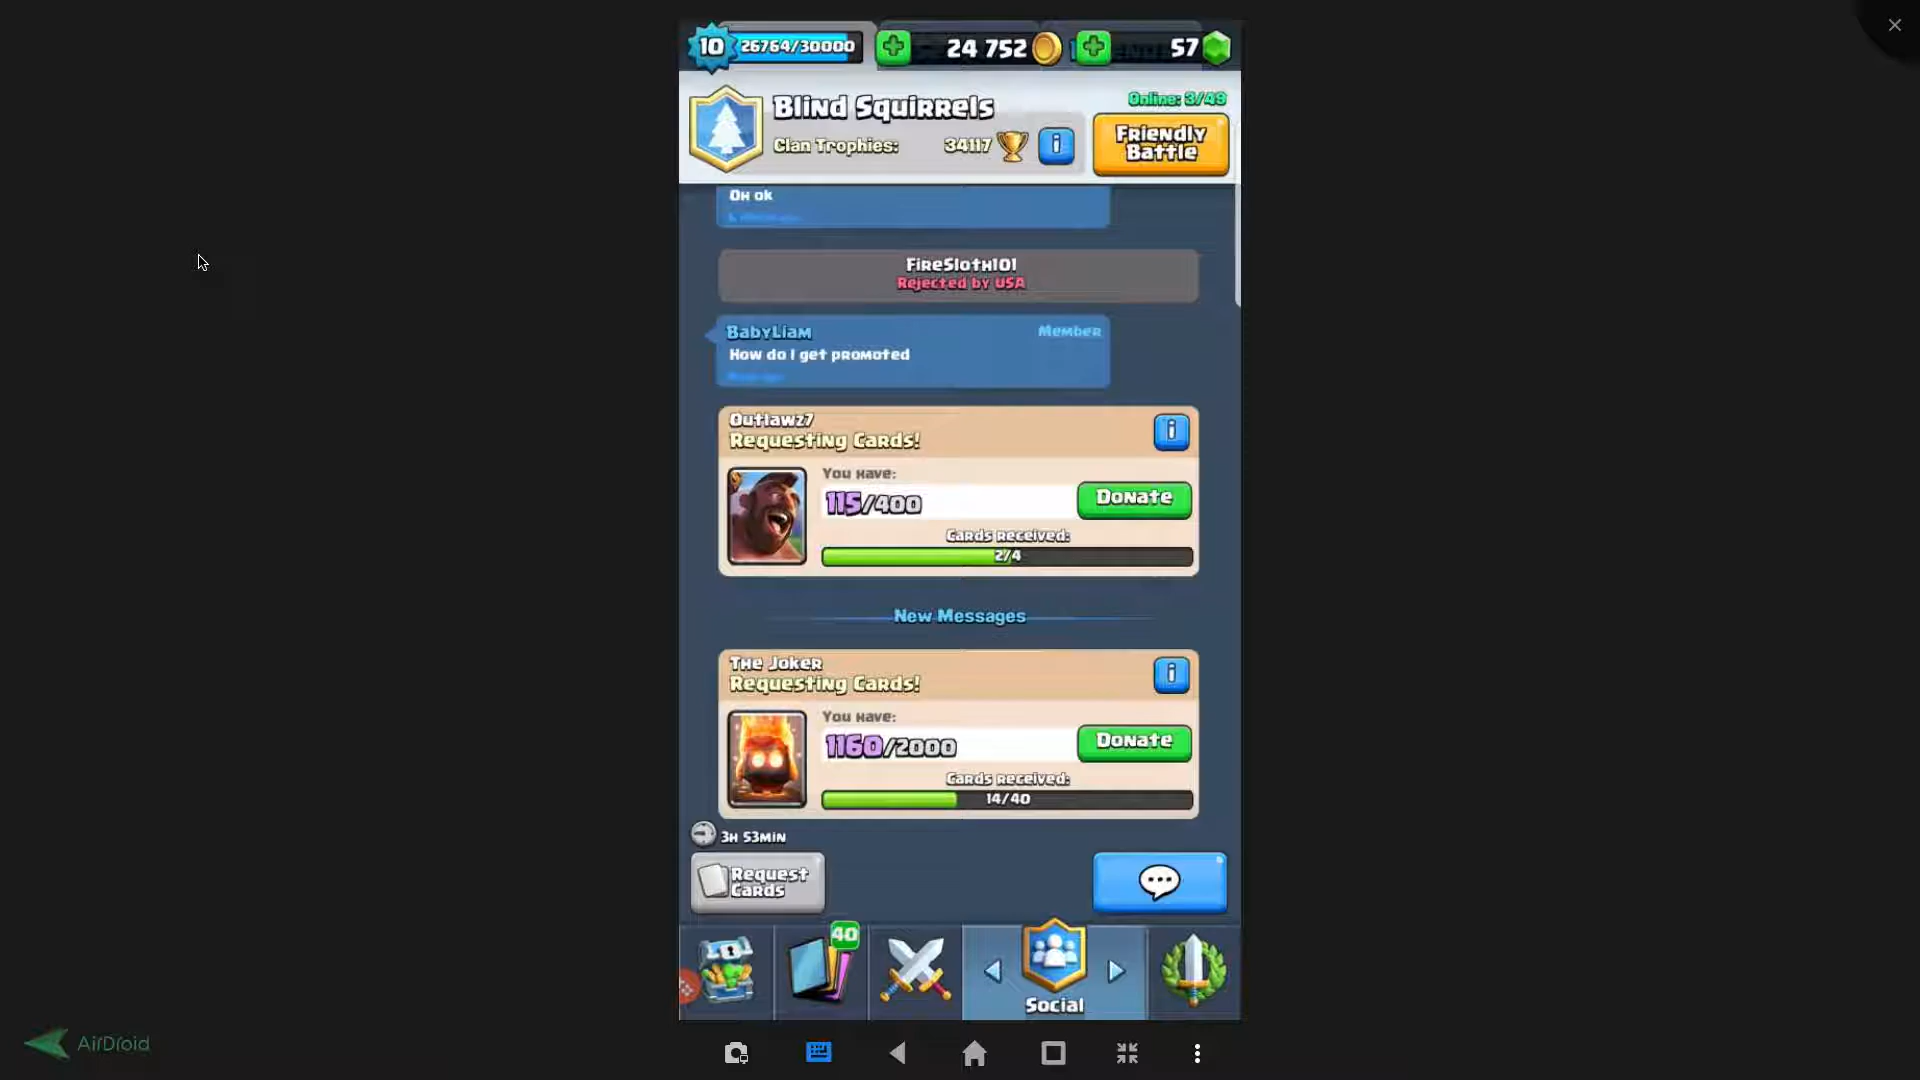 10 26764/30000 24 752 57
Blind Squirrels
Online: 3/49
Clan Trophies: 34117
i
Friendly
Battle
Oh ok
FireSloth101
Rejected by USA
BabyLiam Member
How do I get promoted
Outlawz7
Requesting Cards!
i
You have:
115/400
Donate
Cards received:
2/4
New Messages
The Joker
Requesting Cards!
i
You have:
1160/2000
Donate
Cards received:
14/40
3h 53min
Request
Cards
40
Social
AirDroid